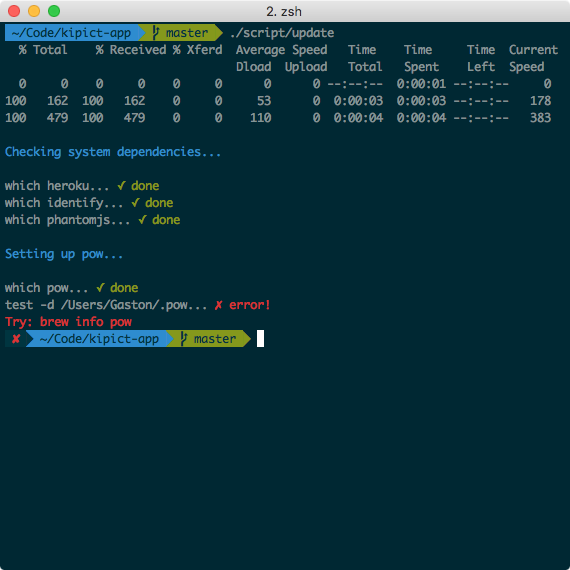 2. zsh
~/Code/kipict-app master ./script/update
% Total % Received % Xferd Average Speed Time Time Time Current
Dload Upload Total Spent Left Speed
0 0 0 0 0 0 0 0 --:--:-- 0:00:01 --:--:-- 0
100 162 100 162 0 0 53 0 0:00:03 0:00:03 --:--:-- 178
100 479 100 479 0 0 110 0 0:00:04 0:00:04 --:--:-- 383
Checking system dependencies...
which heroku... ✓ done
which identify... ✓ done
which phantomjs... ✓ done
Setting up pow...
which pow... ✓ done
test -d /Users/Gaston/.pow... ✗ error!
Try: brew info pow
✘ ~/Code/kipict-app master